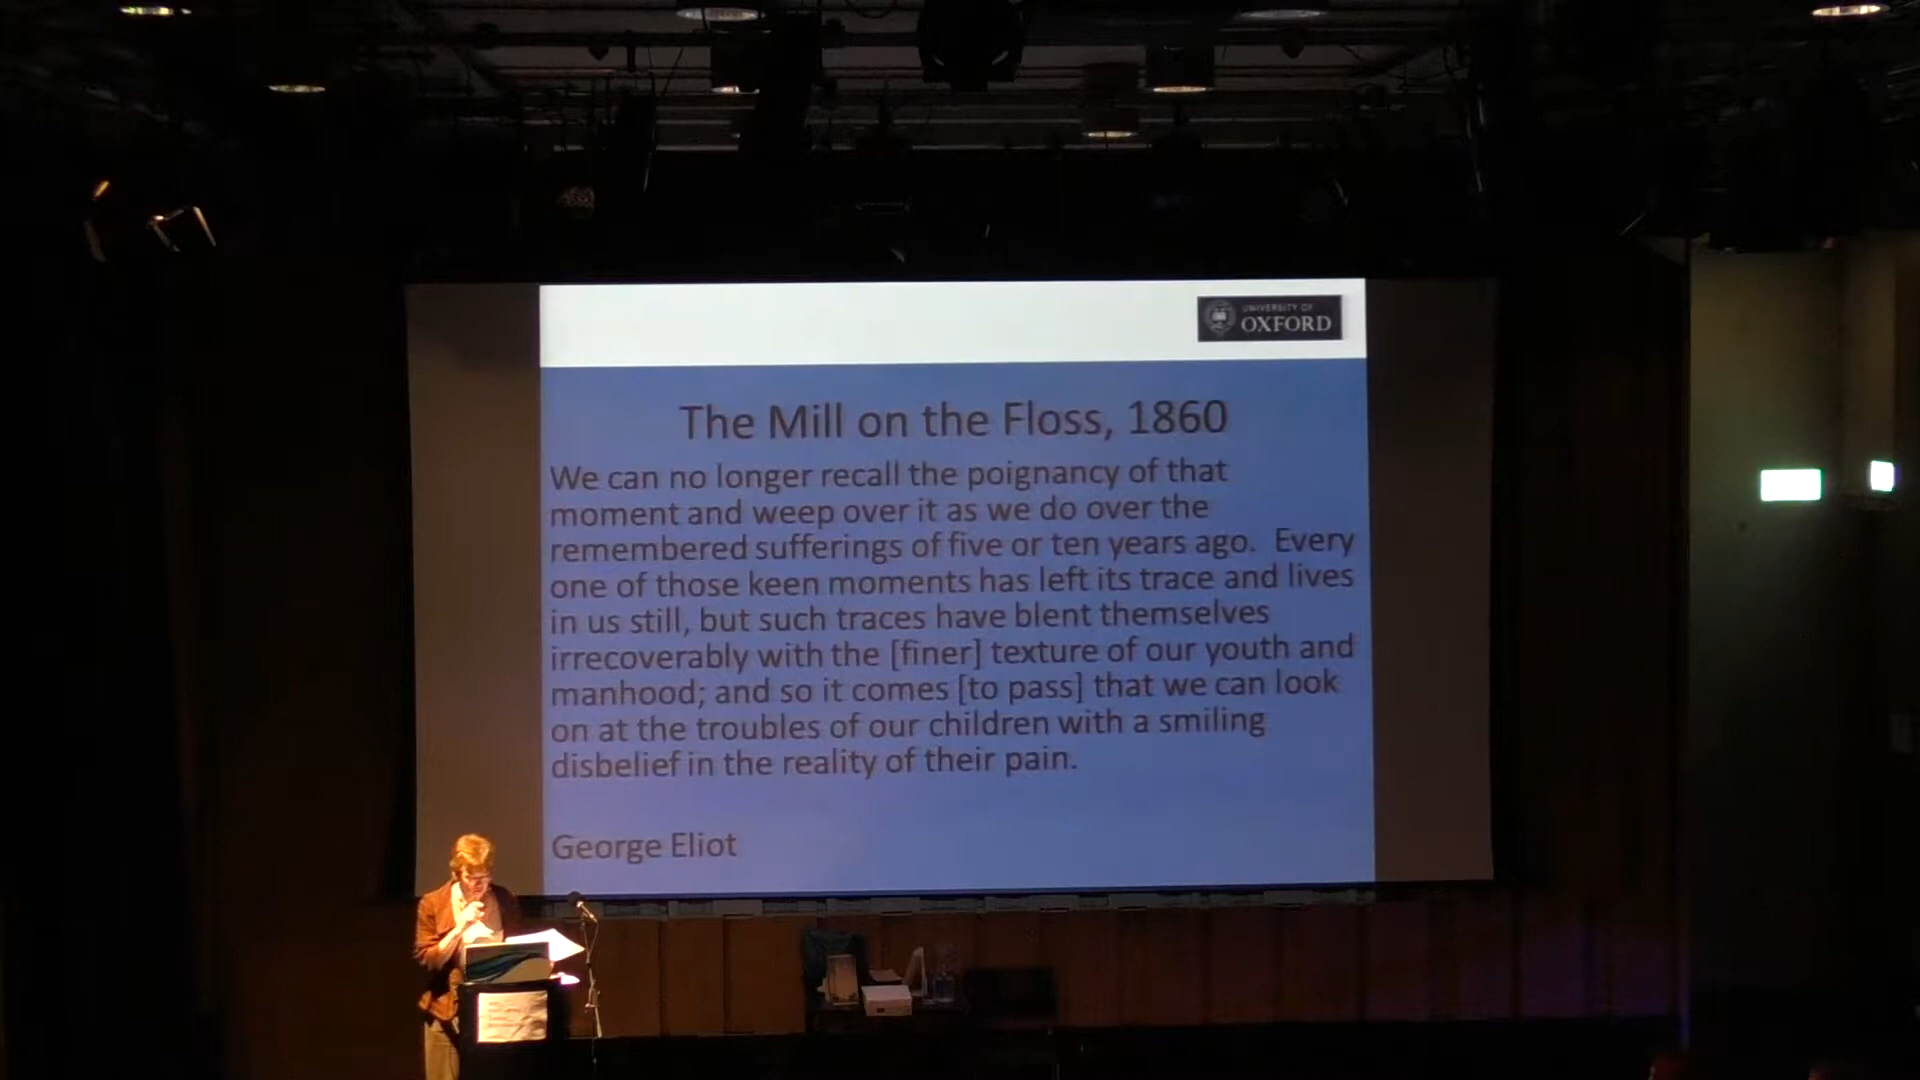 UNIVERSITY OF
OXFORD
The Mill on the Floss, 1860
We can no longer recall the poignancy of that
moment and weep over it as we do over the
remembered sufferings of five or ten years ago. Every
one of those keen moments has left its trace and lives
in us still, but such traces have blent themselves
irrecoverably with the [finer] texture of our youth and
manhood; and so it comes [to pass] that we can look
on at the troubles of our children with a smiling
disbelief in the reality of their pain.
George Eliot